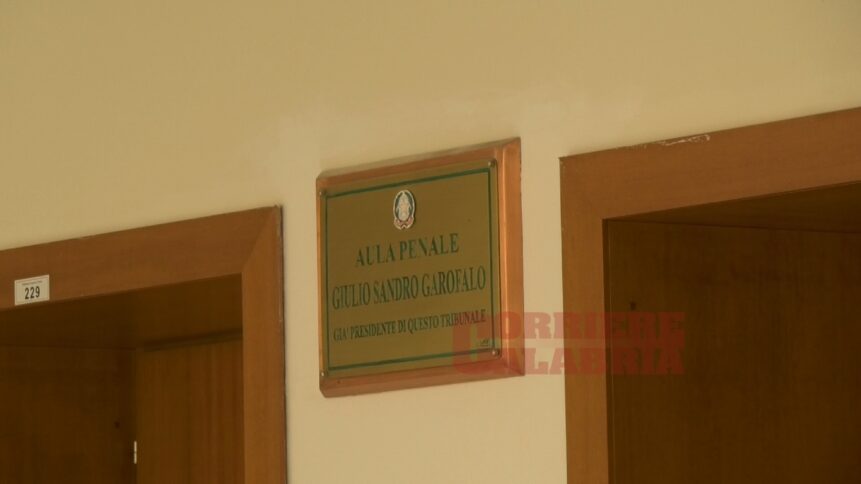 AULA PENALE
GIULIO SANDRO GAROFALO
GIA' PRESIDENTE DI QUESTO TRIBUNALE
229
CORRIERE
CALABRIA